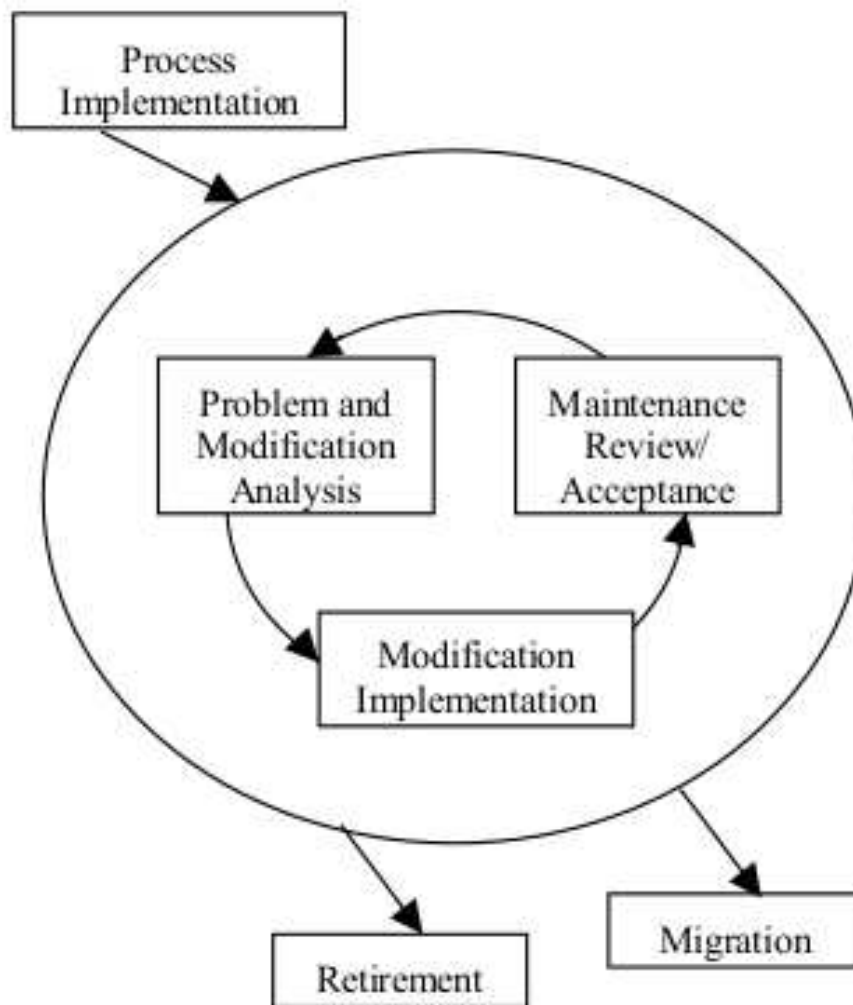 Process
Implementation
Problem and
Modification
Analysis
Maintenance
Review/
Acceptance
Modification
Implementation
Migration
Retirement